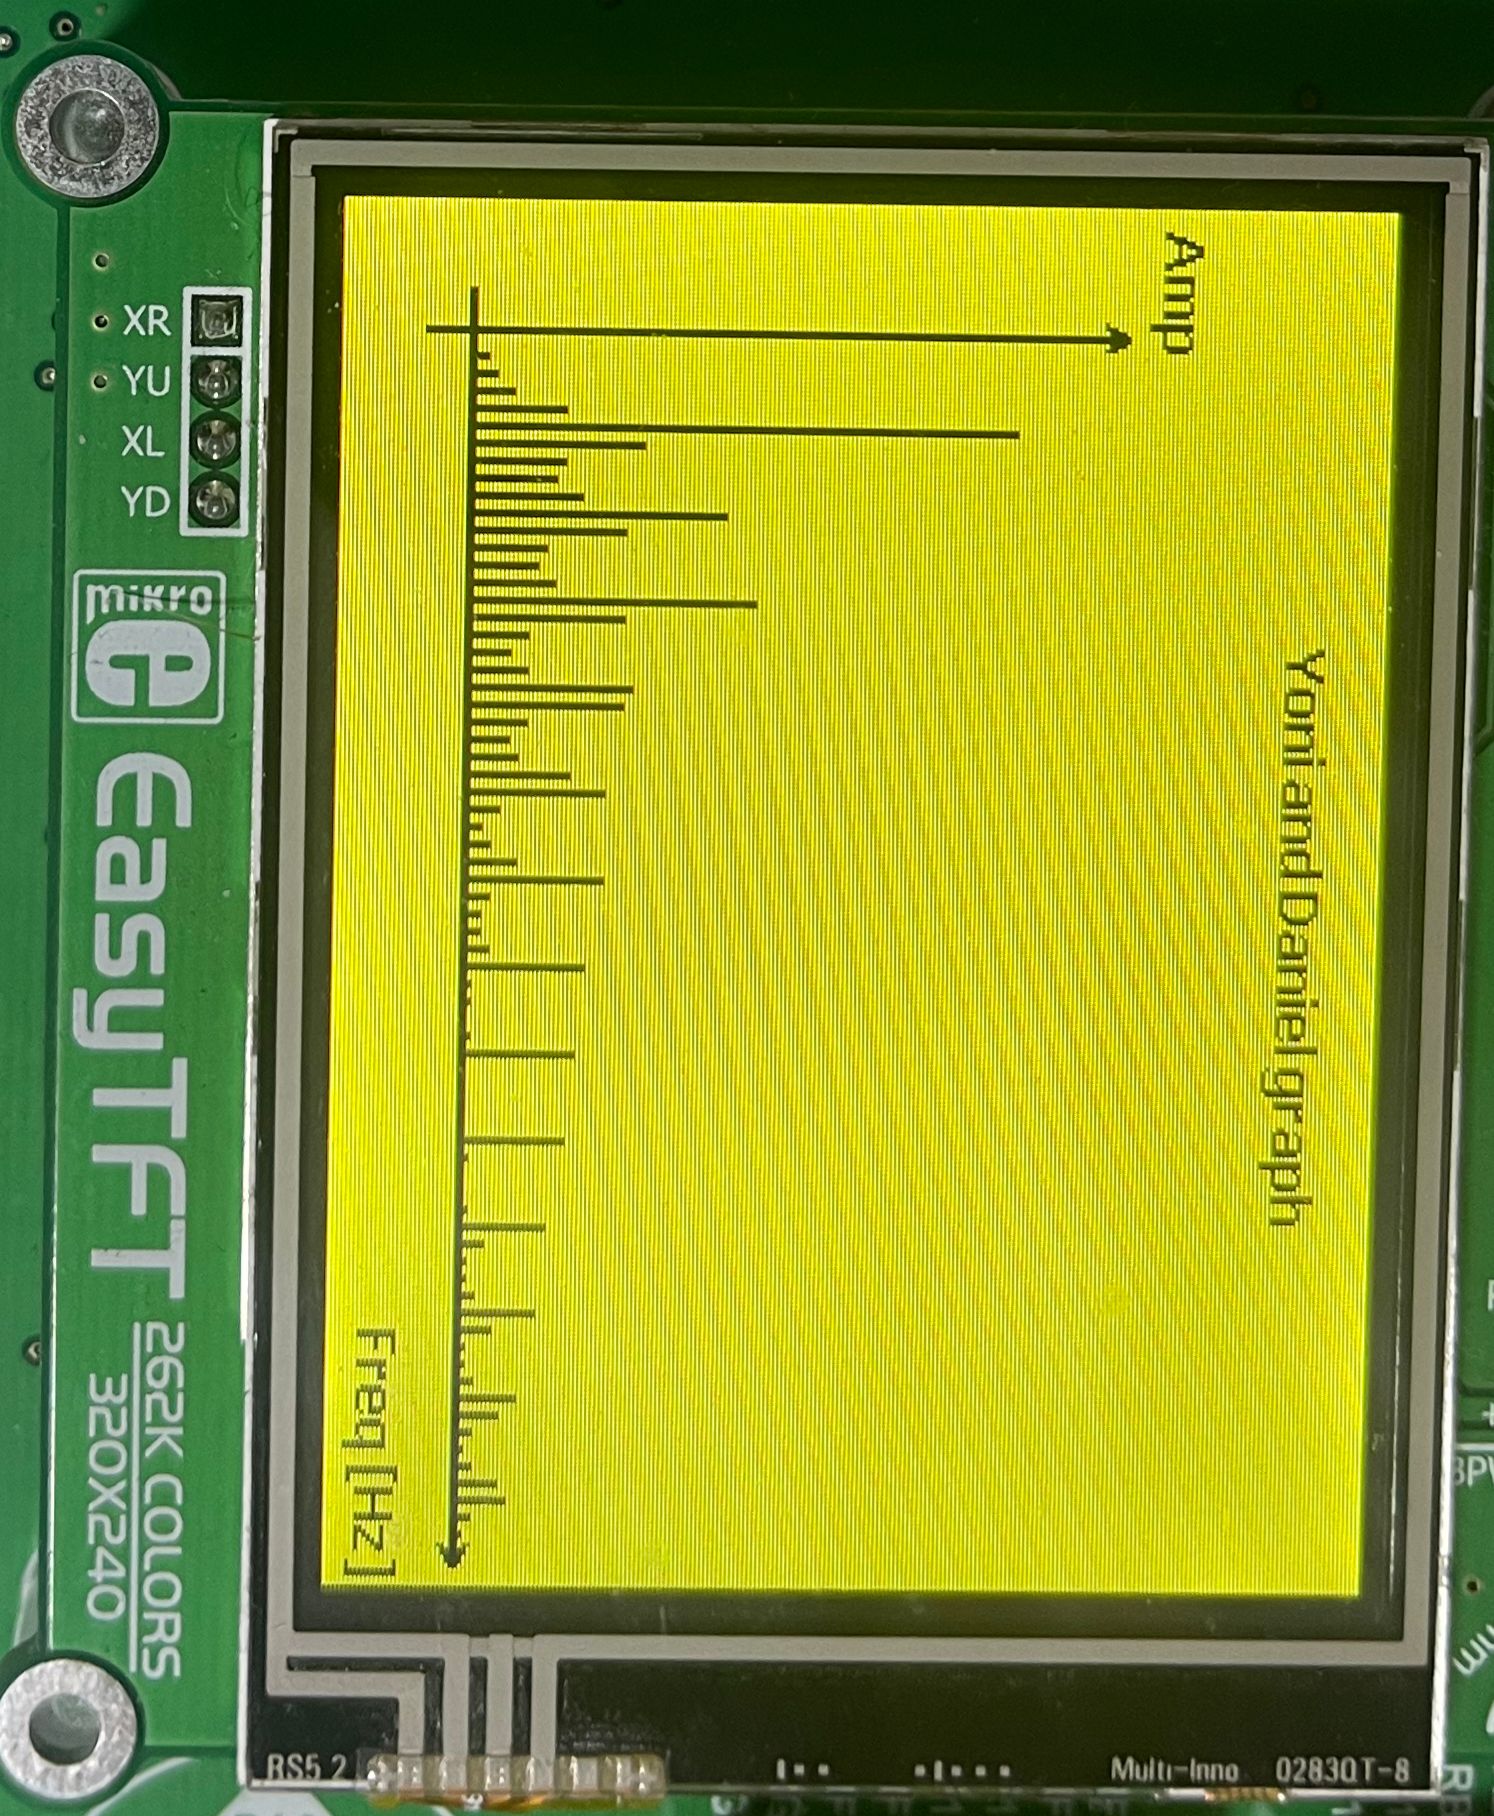 Yoni and Daniel graph
Amp
Freq [Hz]
Multi-Inno 02830QT-8
RS5.2
XR
YU
XL
YD
mikro
e
EasyTFT
262K COLORS
320X240